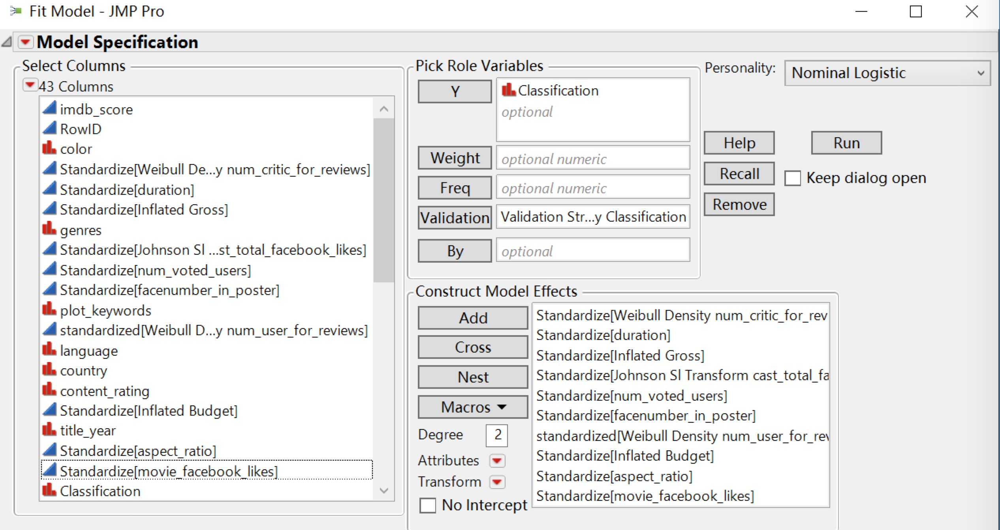 Fit Model - JMP Pro
Model Specification
Select Columns
43 Columns
imdb_score
RowID
color
Standardize[Weibull De...y num_critic_for_reviews]
Standardize[duration]
Standardize[Inflated Gross]
genres
Standardize[Johnson Sl ...st_total_facebook_likes]
Standardize[num_voted_users]
Standardize[facenumber_in_poster]
plot_keywords
standardized[Weibull D...y num_user_for_reviews]
language
country
content_rating
Standardize[Inflated Budget]
title_year
Standardize[aspect_ratio]
Standardize[movie_facebook_likes]
Classification
Pick Role Variables
Y
Classification
optional
Weight
optional numeric
Freq
optional numeric
Validation
Validation Str...y Classification
By
optional
Personality:
Nominal Logistic
Help
Run
Recall
Keep dialog open
Remove
Construct Model Effects
Add
Cross
Nest
Macros
Degree
2
Attributes
Transform
No Intercept
Standardize[Weibull Density num_critic_for_rev
Standardize[duration]
Standardize[Inflated Gross]
Standardize[Johnson Sl Transform cast_total_fa
Standardize[num_voted_users]
Standardize[facenumber_in_poster]
standardized[Weibull Density num_user_for_rev
Standardize[Inflated Budget]
Standardize[aspect_ratio]
Standardize[movie_facebook_likes]